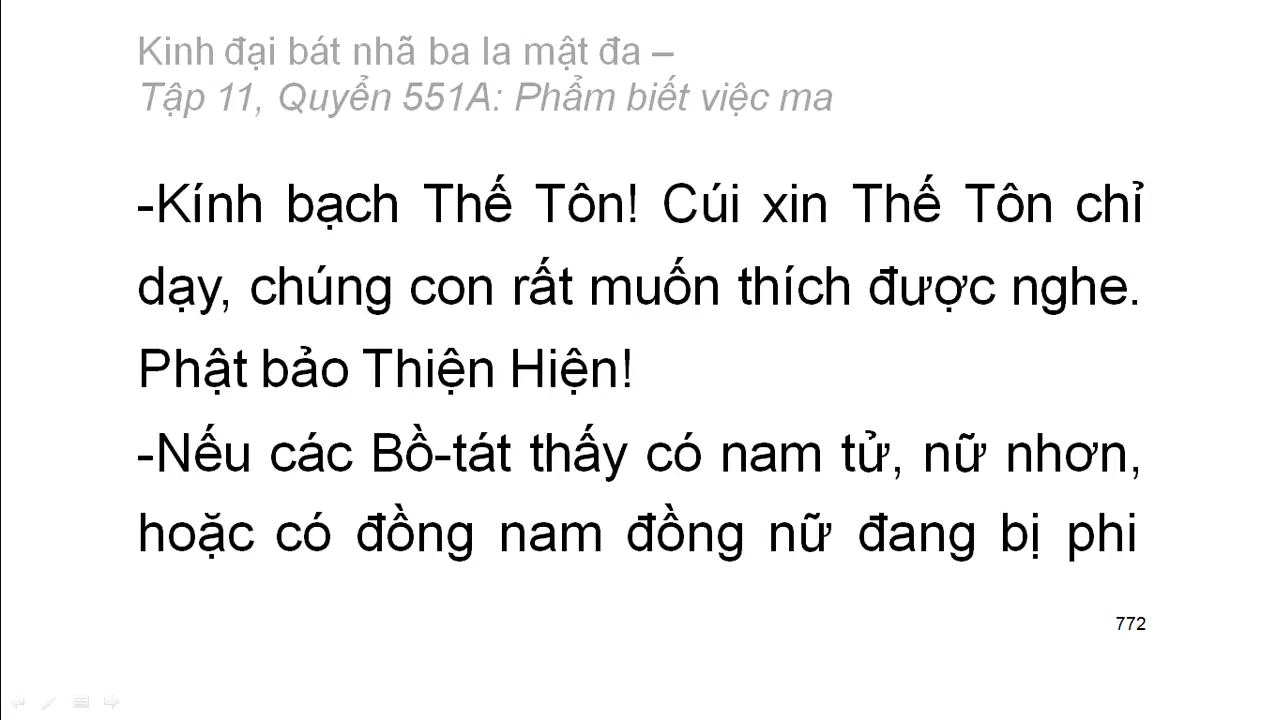 Kinh đại bát nhã ba la mật đa –
Tập 11, Quyển 551A: Phẩm biết việc ma
-Kính bạch Thế Tôn! Cúi xin Thế Tôn chỉ
dạy, chúng con rất muốn thích được nghe.
Phật bảo Thiện Hiện!
-Nếu các Bồ-tát thấy có nam tử, nữ nhơn,
hoặc có đồng nam đồng nữ đang bị phi
772